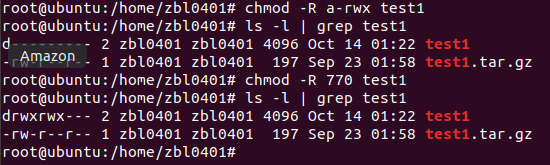 root@ubuntu:/home/zbl0401# chmod -R a-rwx test1
root@ubuntu:/home/zbl0401# ls -l | grep test1
d--------- 2 zbl0401 zbl0401 4096 Oct 14 01:22 test1
Amazon
-rw-r--r-- 1 zbl0401 zbl0401  197 Sep 23 01:58 test1.tar.gz
root@ubuntu:/home/zbl0401# chmod -R 770 test1
root@ubuntu:/home/zbl0401# ls -l | grep test1
drwxrwx--- 2 zbl0401 zbl0401 4096 Oct 14 01:22 test1
-rw-r--r-- 1 zbl0401 zbl0401  197 Sep 23 01:58 test1.tar.gz
root@ubuntu:/home/zbl0401#